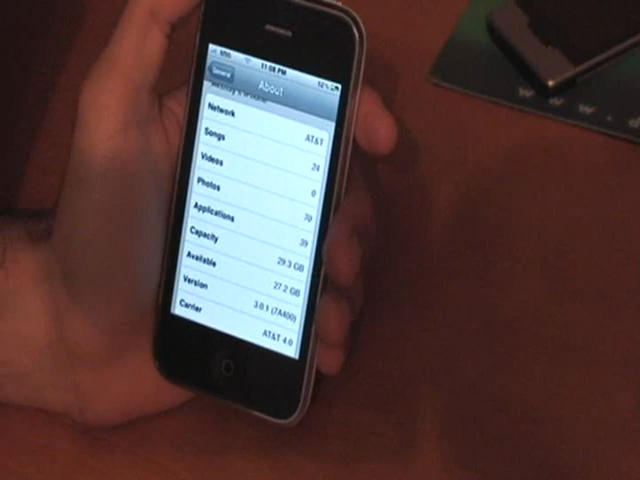 11:08 PM
12%
General
About
Network AT&T
Songs 24
Videos 0
Photos 70
Applications 39
Capacity 29.3 GB
Available 27.2 GB
Version 3.0.1 (7A400)
Carrier AT&T 4.0
W W W .